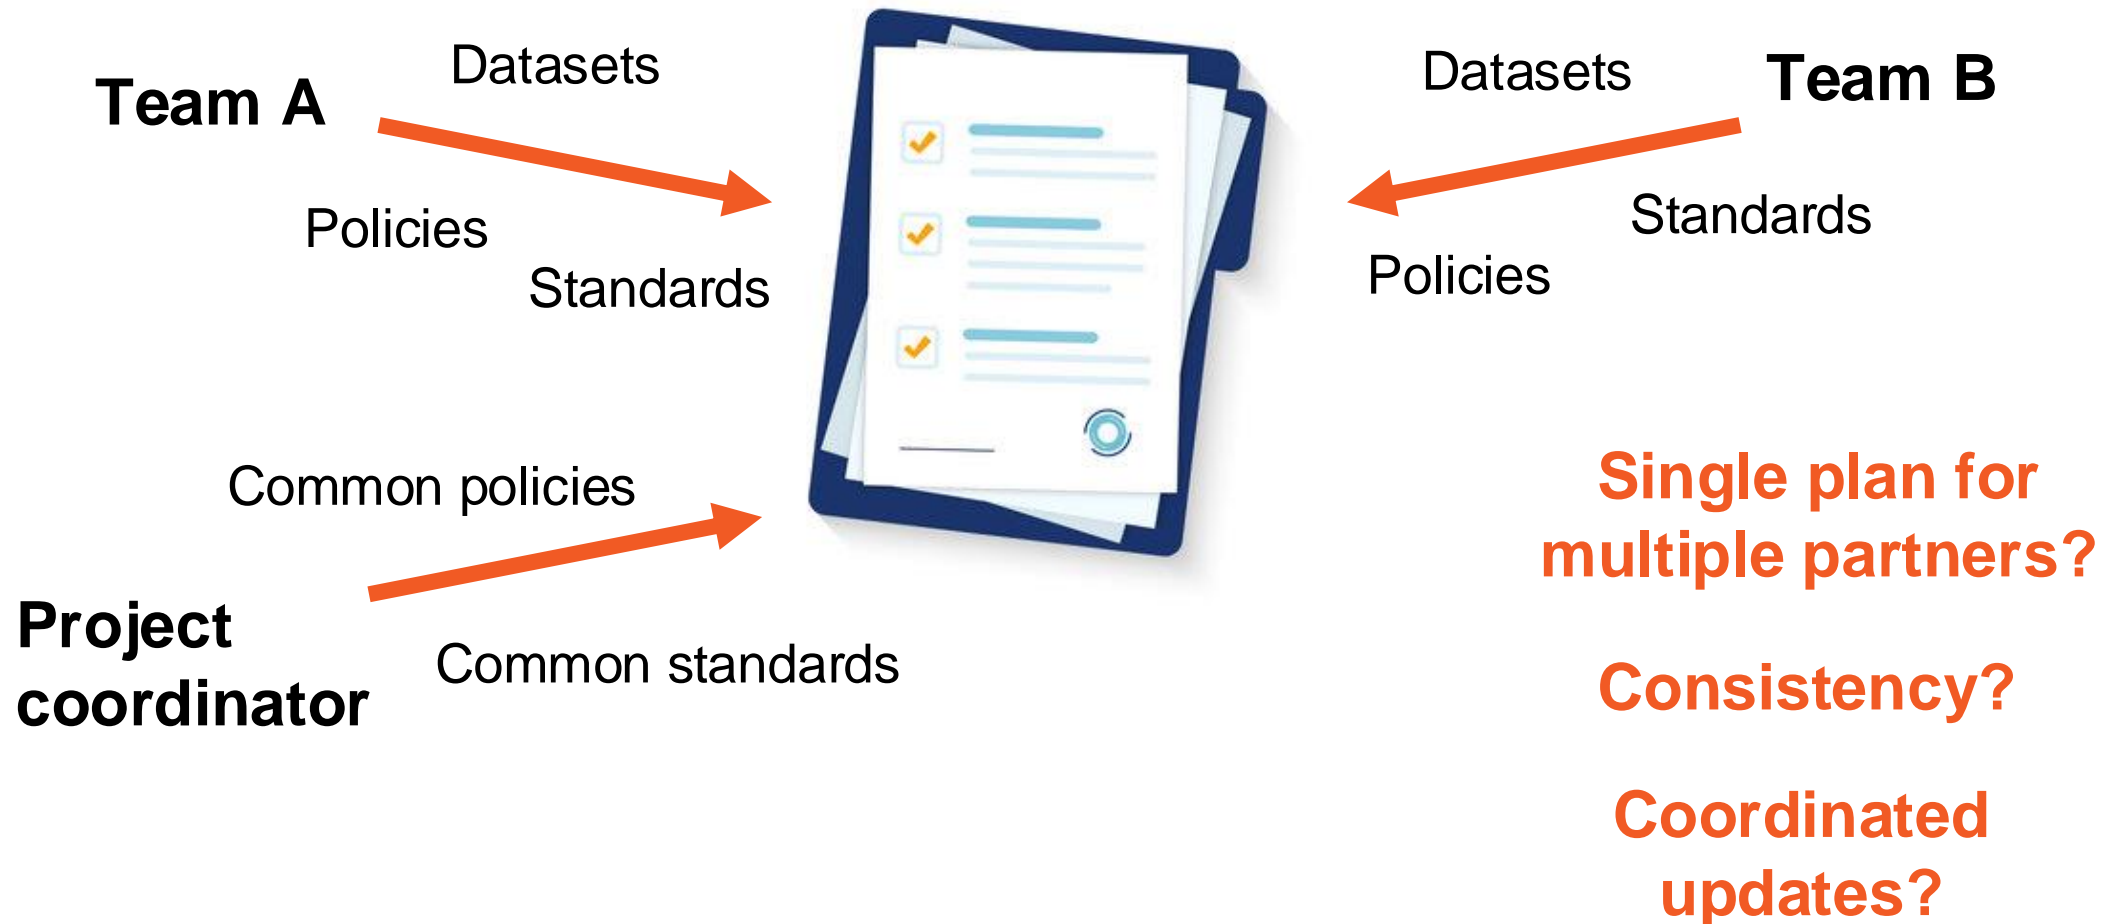 Team A
Datasets
Policies
Standards
Datasets
Team B
Standards
Policies
Common policies
Project
coordinator
Common standards
Single plan for
multiple partners?
Consistency?
Coordinated
updates?